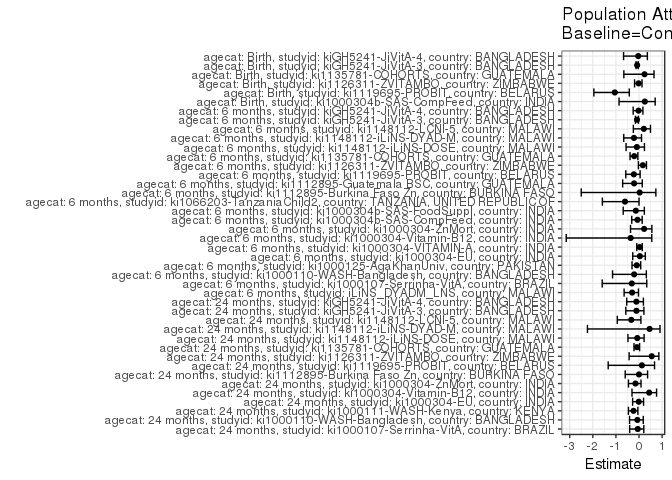 Population Att
Baseline=Con
agecat: Birth, studyid: kiGH5241-JiVitA-4, country: BANGLADESH
agecat: Birth, studyid: kiGH5241-JiVitA-3, country: BANGLADESH
agecat: Birth, studyid: ki1135781-COHORTS, country: GUATEMALA
agecat: Birth, studyid: ki1126311-ZVITAMBO, country: ZIMBABWE
agecat: Birth, studyid: ki1119695-PROBIT, country: BELARUS
agecat: Birth, studyid: ki1000304b-SAS-CompFeed, country: INDIA
agecat: 6 months, studyid: kiGH5241-JiVitA-4, country: BANGLADESH
agecat: 6 months, studyid: kiGH5241-JiVitA-3, country: BANGLADESH
agecat: 6 months, studyid: ki1148112-LCNI-5, country: MALAWI
agecat: 6 months, studyid: ki1148112-iLiNS-DYAD-M, country: MALAWI
agecat: 6 months, studyid: ki1148112-iLiNS-DOSE, country: MALAWI
agecat: 6 months, studyid: ki1135781-COHORTS, country: GUATEMALA
agecat: 6 months, studyid: ki1126311-ZVITAMBO, country: ZIMBABWE
agecat: 6 months, studyid: ki1119695-PROBIT, country: BELARUS
agecat: 6 months, studyid: ki1112895-Guatemala BSC, country: GUATEMALA
agecat: 6 months, studyid: ki1112895-Burkina Faso Zn, country: BURKINA FASO
agecat: 6 months, studyid: ki1066203-TanzaniaChild2, country: TANZANIA, UNITED REPUBLIC OF
agecat: 6 months, studyid: ki1000304b-SAS-FoodSuppl, country: INDIA
agecat: 6 months, studyid: ki1000304b-SAS-CompFeed, country: INDIA
agecat: 6 months, studyid: ki1000304-ZnMort, country: INDIA
agecat: 6 months, studyid: ki1000304-Vitamin-B12, country: INDIA
agecat: 6 months, studyid: ki1000304-VITAMIN-A, country: INDIA
agecat: 6 months, studyid: ki1000304-EU, country: INDIA
agecat: 6 months, studyid: ki1000125-AgaKhanUniv, country: PAKISTAN
agecat: 6 months, studyid: ki1000110-WASH-Bangladesh, country: BANGLADESH
agecat: 6 months, studyid: ki1000107-Serrinha-VitA, country: BRAZIL
agecat: 6 months, studyid: iLiNS_DYADM_LNS, country: MALAWI
agecat: 24 months, studyid: kiGH5241-JiVitA-4, country: BANGLADESH
agecat: 24 months, studyid: kiGH5241-JiVitA-3, country: BANGLADESH
agecat: 24 months, studyid: ki1148112-LCNI-5, country: MALAWI
agecat: 24 months, studyid: ki1148112-iLiNS-DYAD-M, country: MALAWI
agecat: 24 months, studyid: ki1148112-iLiNS-DOSE, country: MALAWI
agecat: 24 months, studyid: ki1135781-COHORTS, country: GUATEMALA
agecat: 24 months, studyid: ki1126311-ZVITAMBO, country: ZIMBABWE
agecat: 24 months, studyid: ki1119695-PROBIT, country: BELARUS
agecat: 24 months, studyid: ki1112895-Burkina Faso Zn, country: BURKINA FASO
agecat: 24 months, studyid: ki1000304-ZnMort, country: INDIA
agecat: 24 months, studyid: ki1000304-Vitamin-B12, country: INDIA
agecat: 24 months, studyid: ki1000304-EU, country: INDIA
agecat: 24 months, studyid: ki1000111-WASH-Kenya, country: KENYA
agecat: 24 months, studyid: ki1000110-WASH-Bangladesh, country: BANGLADESH
agecat: 24 months, studyid: ki1000107-Serrinha-VitA, country: BRAZIL
-3 -2 -1 0 1
Estimate